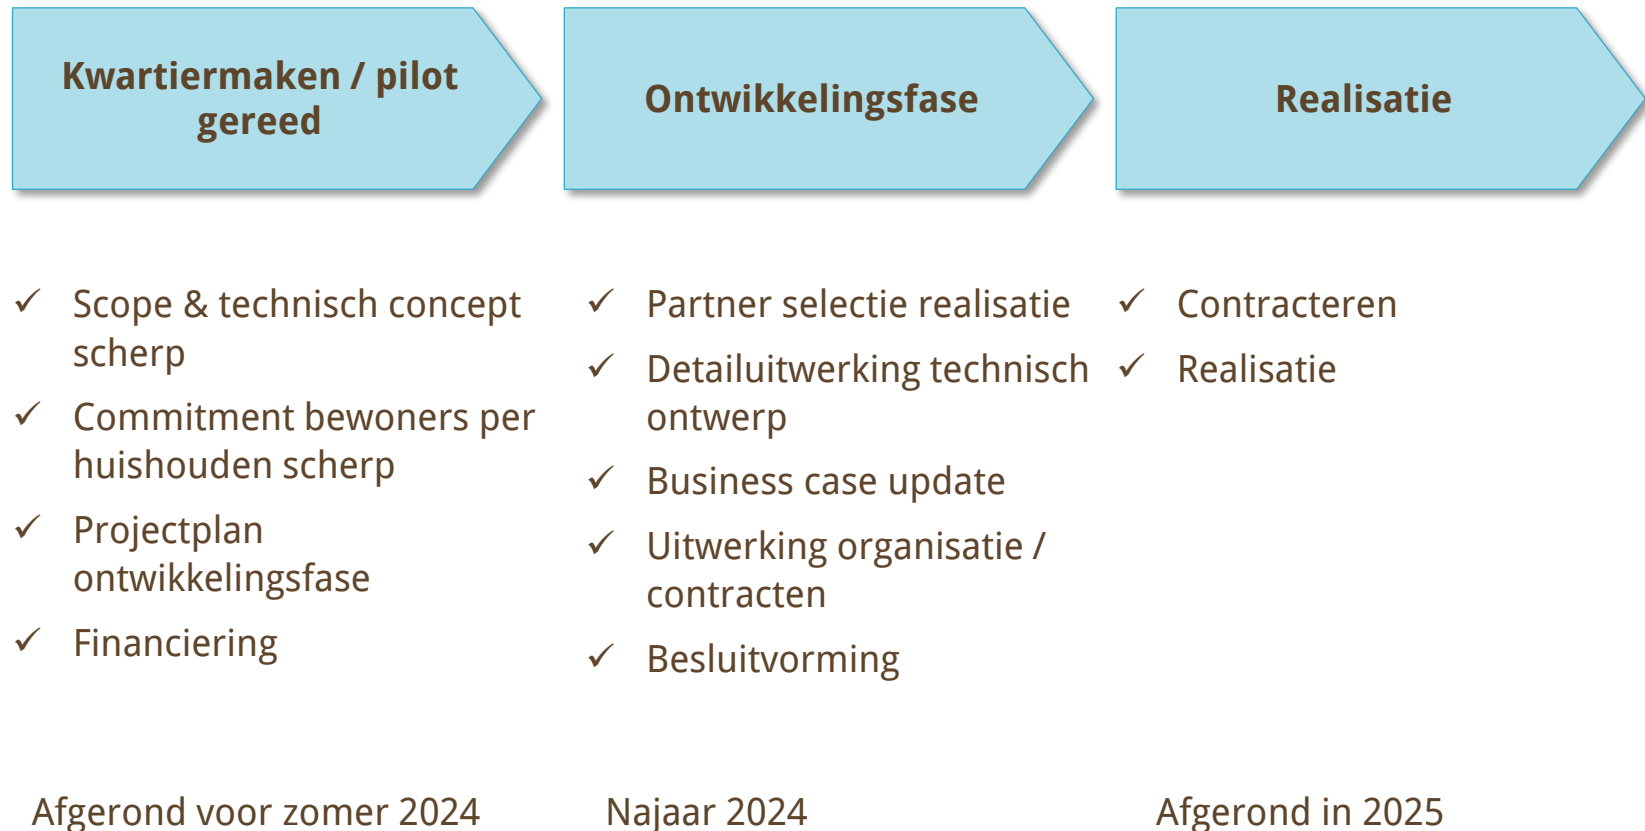 Kwartiermaken / pilot
gereed
✓ Scope & technisch concept
scherp
✓ Commitment bewoners per
huishouden scherp
✓ Projectplan
ontwikkelingsfase
✓ Financiering
Afgerond voor zomer 2024
Ontwikkelingsfase
✓ Partner selectie realisatie
✓ Detailuitwerking technisch
ontwerp
✓ Business case update
✓ Uitwerking organisatie /
contracten
✓ Besluitvorming
Najaar 2024
Realisatie
✓ Contracteren
✓ Realisatie
Afgerond in 2025